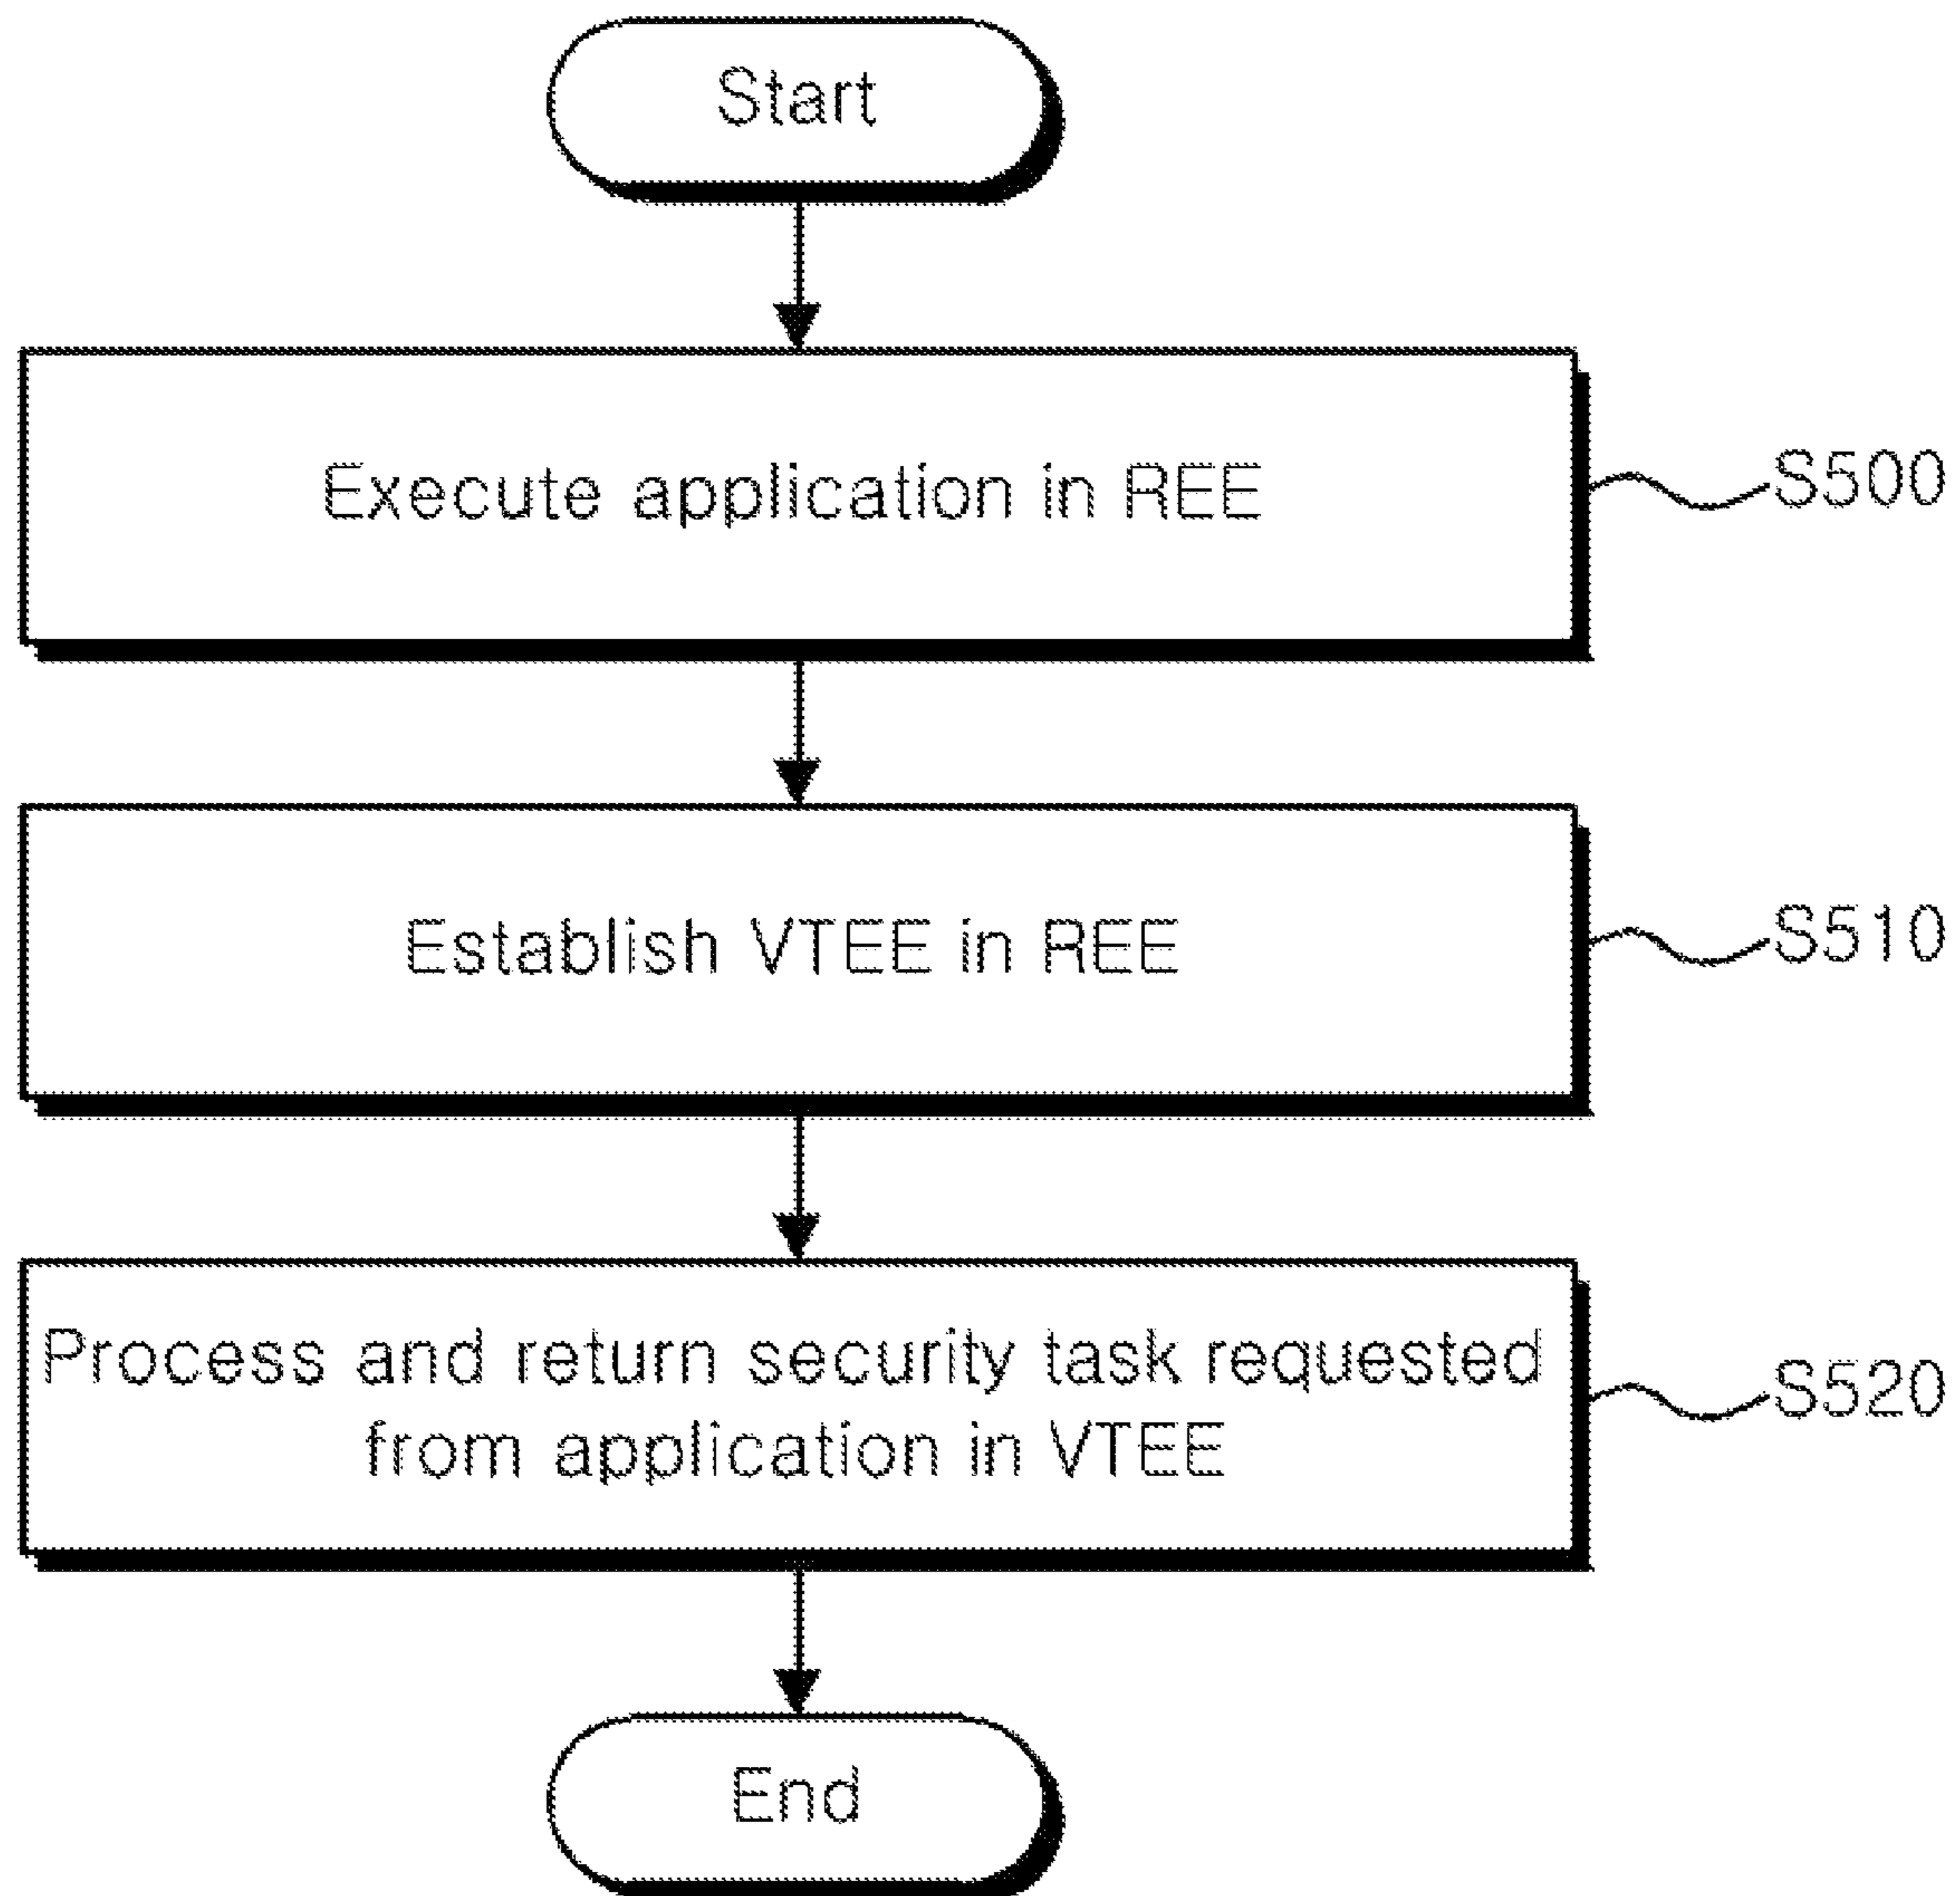 Start
Execute application in REE
S500
Establish VTEE in REE
S510
Process and return security task requested
from application in VTEE
S520
End